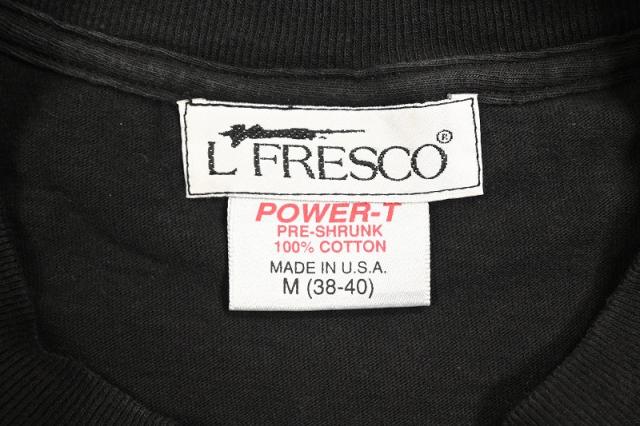 L'FRESCO®
POWER-T
PRE-SHRUNK
100% COTTON
MADE IN U.S.A.
M (38-40)